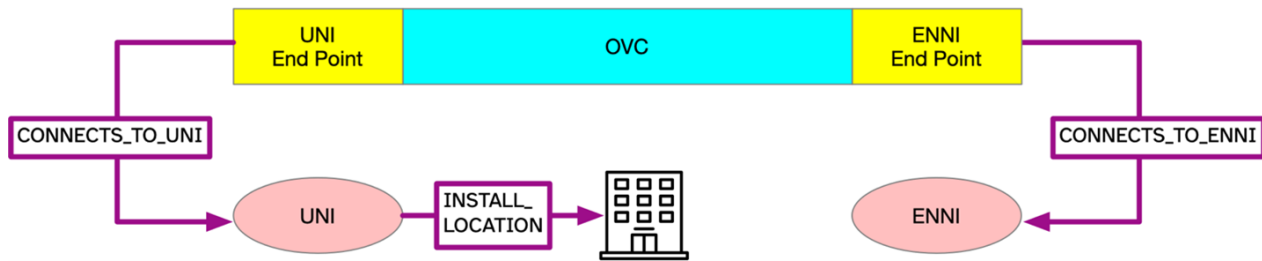 UNI
End Point
OVC
ENNI
End Point
CONNECTS_TO_UNI
CONNECTS_TO_ENNI
UNI
INSTALL_
LOCATION
ENNI